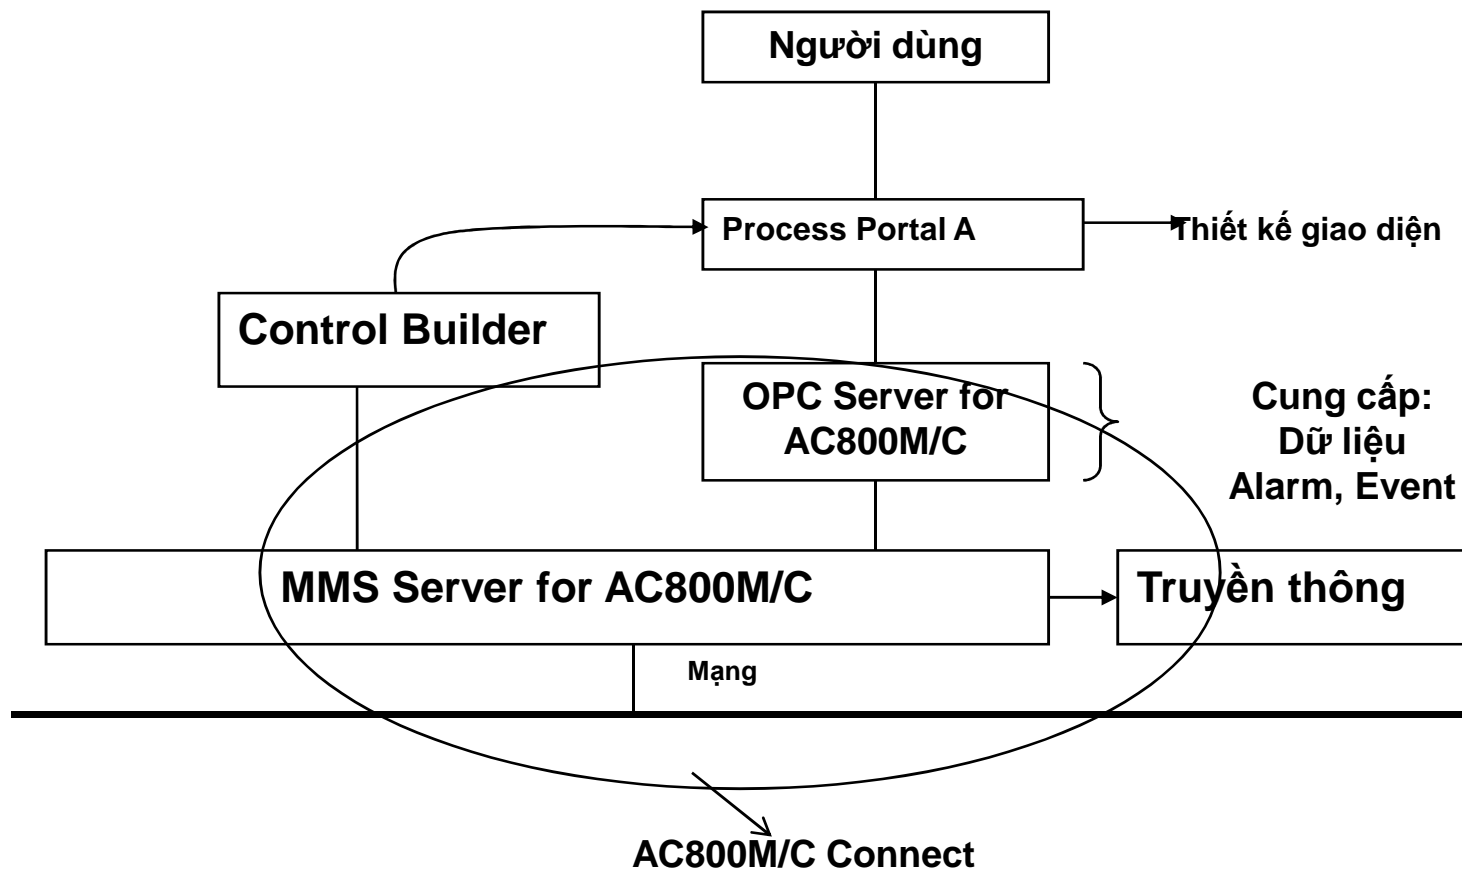 Người dùng
Process Portal A
Thiết kế giao diện
Control Builder
OPC Server for
AC800M/C
Cung cấp:
Dữ liệu
Alarm, Event
MMS Server for AC800M/C
Truyền thông
Mạng
AC800M/C Connect